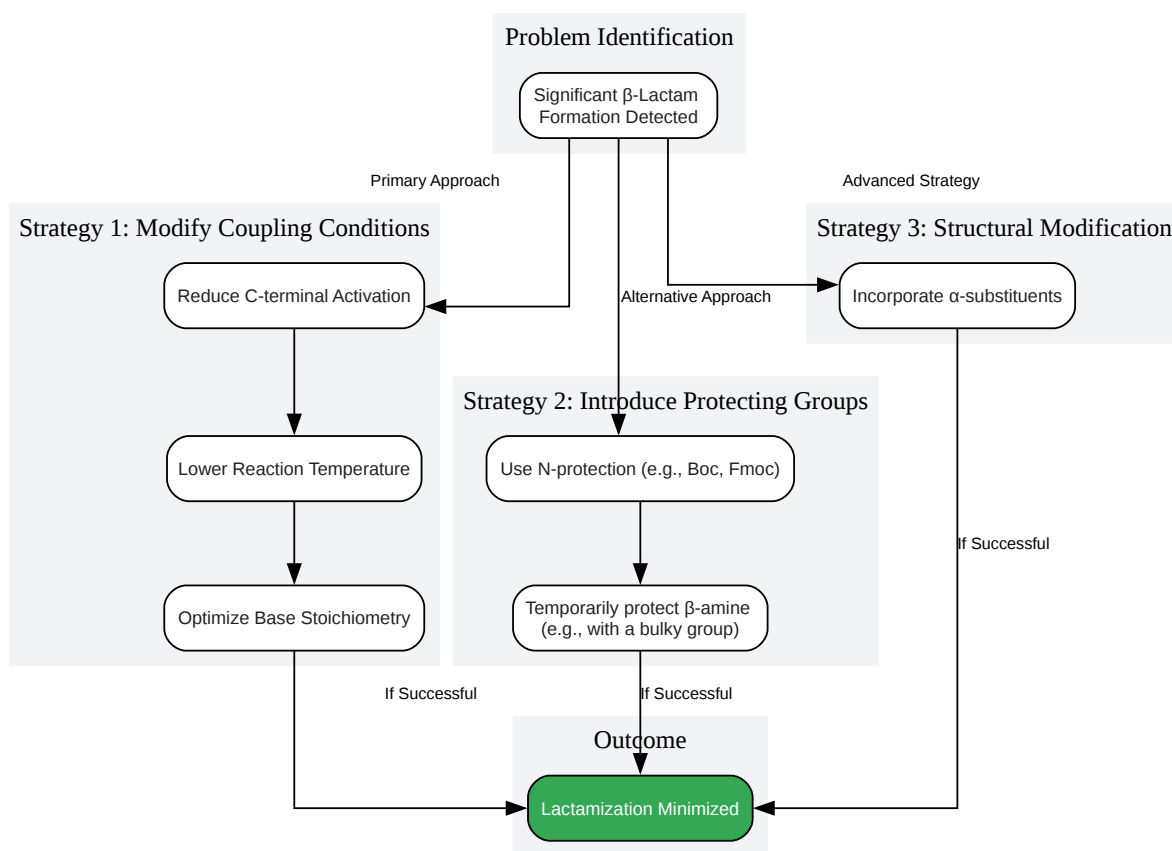 Problem Identification
Significant β-Lactam
Formation Detected
Primary Approach
Advanced Strategy
Strategy 1: Modify Coupling Conditions
Strategy 3: Structural Modification
Reduce C-terminal Activation
Alternative Approach
Incorporate α-substituents
Strategy 2: Introduce Protecting Groups
Lower Reaction Temperature
Use N-protection (e.g., Boc, Fmoc)
If Successful
Optimize Base Stoichiometry
Temporarily protect β-amine
(e.g., with a bulky group)
If Successful
If Successful
Outcome
Lactamization Minimized